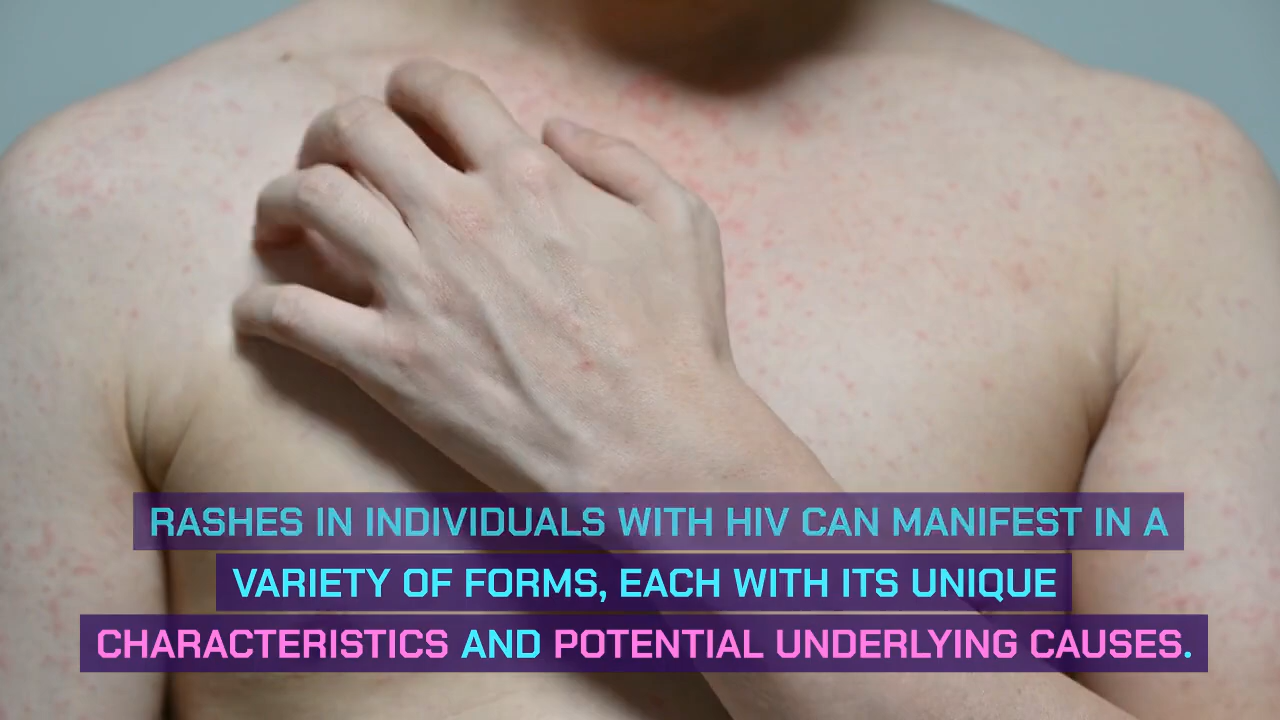 RASHES IN INDIVIDUALS WITH HIV CAN MANIFEST IN A
VARIETY OF FORMS, EACH WITH ITS UNIQUE
CHARACTERISTICS AND POTENTIAL UNDERLYING CAUSES.